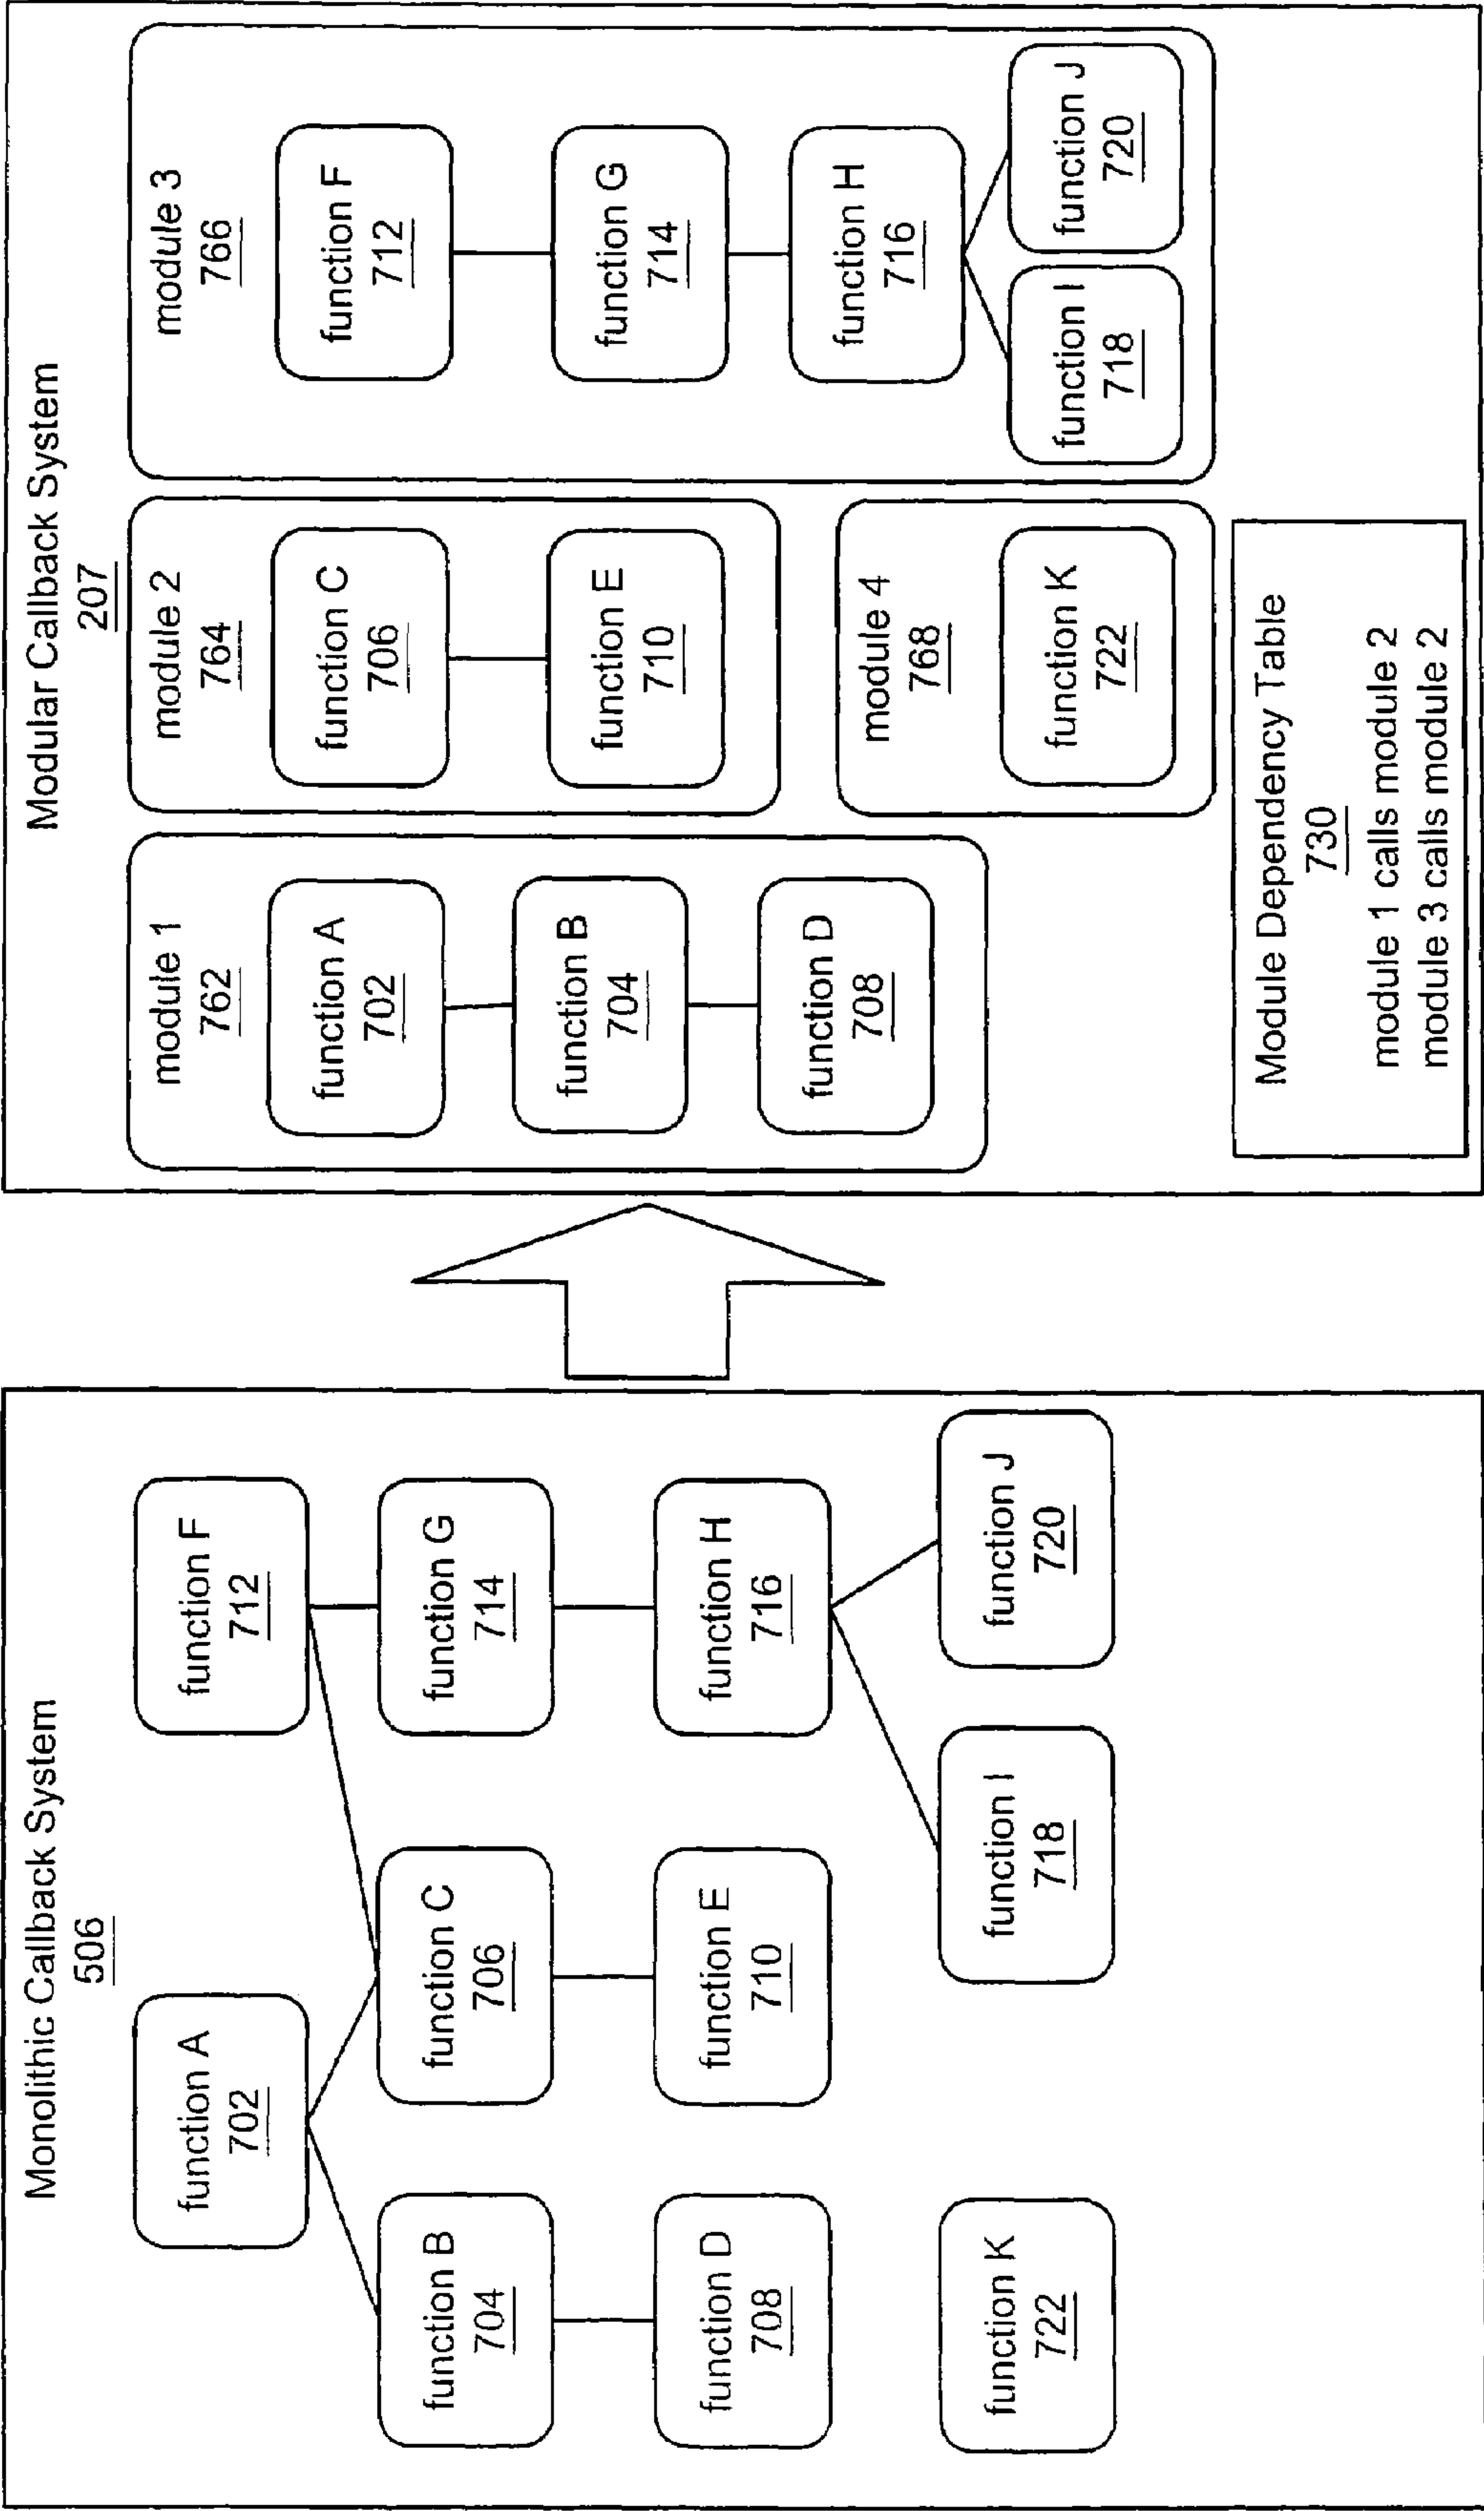 Monolithic Callback System
506
function A
702
function F
712
function B
704
function C
706
function G
714
function D
708
function E
710
function H
716
function K
722
function I
718
function J
720
Modular Callback System
207
module 1
762
function A
702
function B
704
function D
708
module 2
764
function C
706
function E
710
module 4
768
function K
722
module 3
766
function F
712
function G
714
function H
716
function I
718
function J
720
Module Dependency Table
730
module 1 calls module 2
module 3 calls module 2